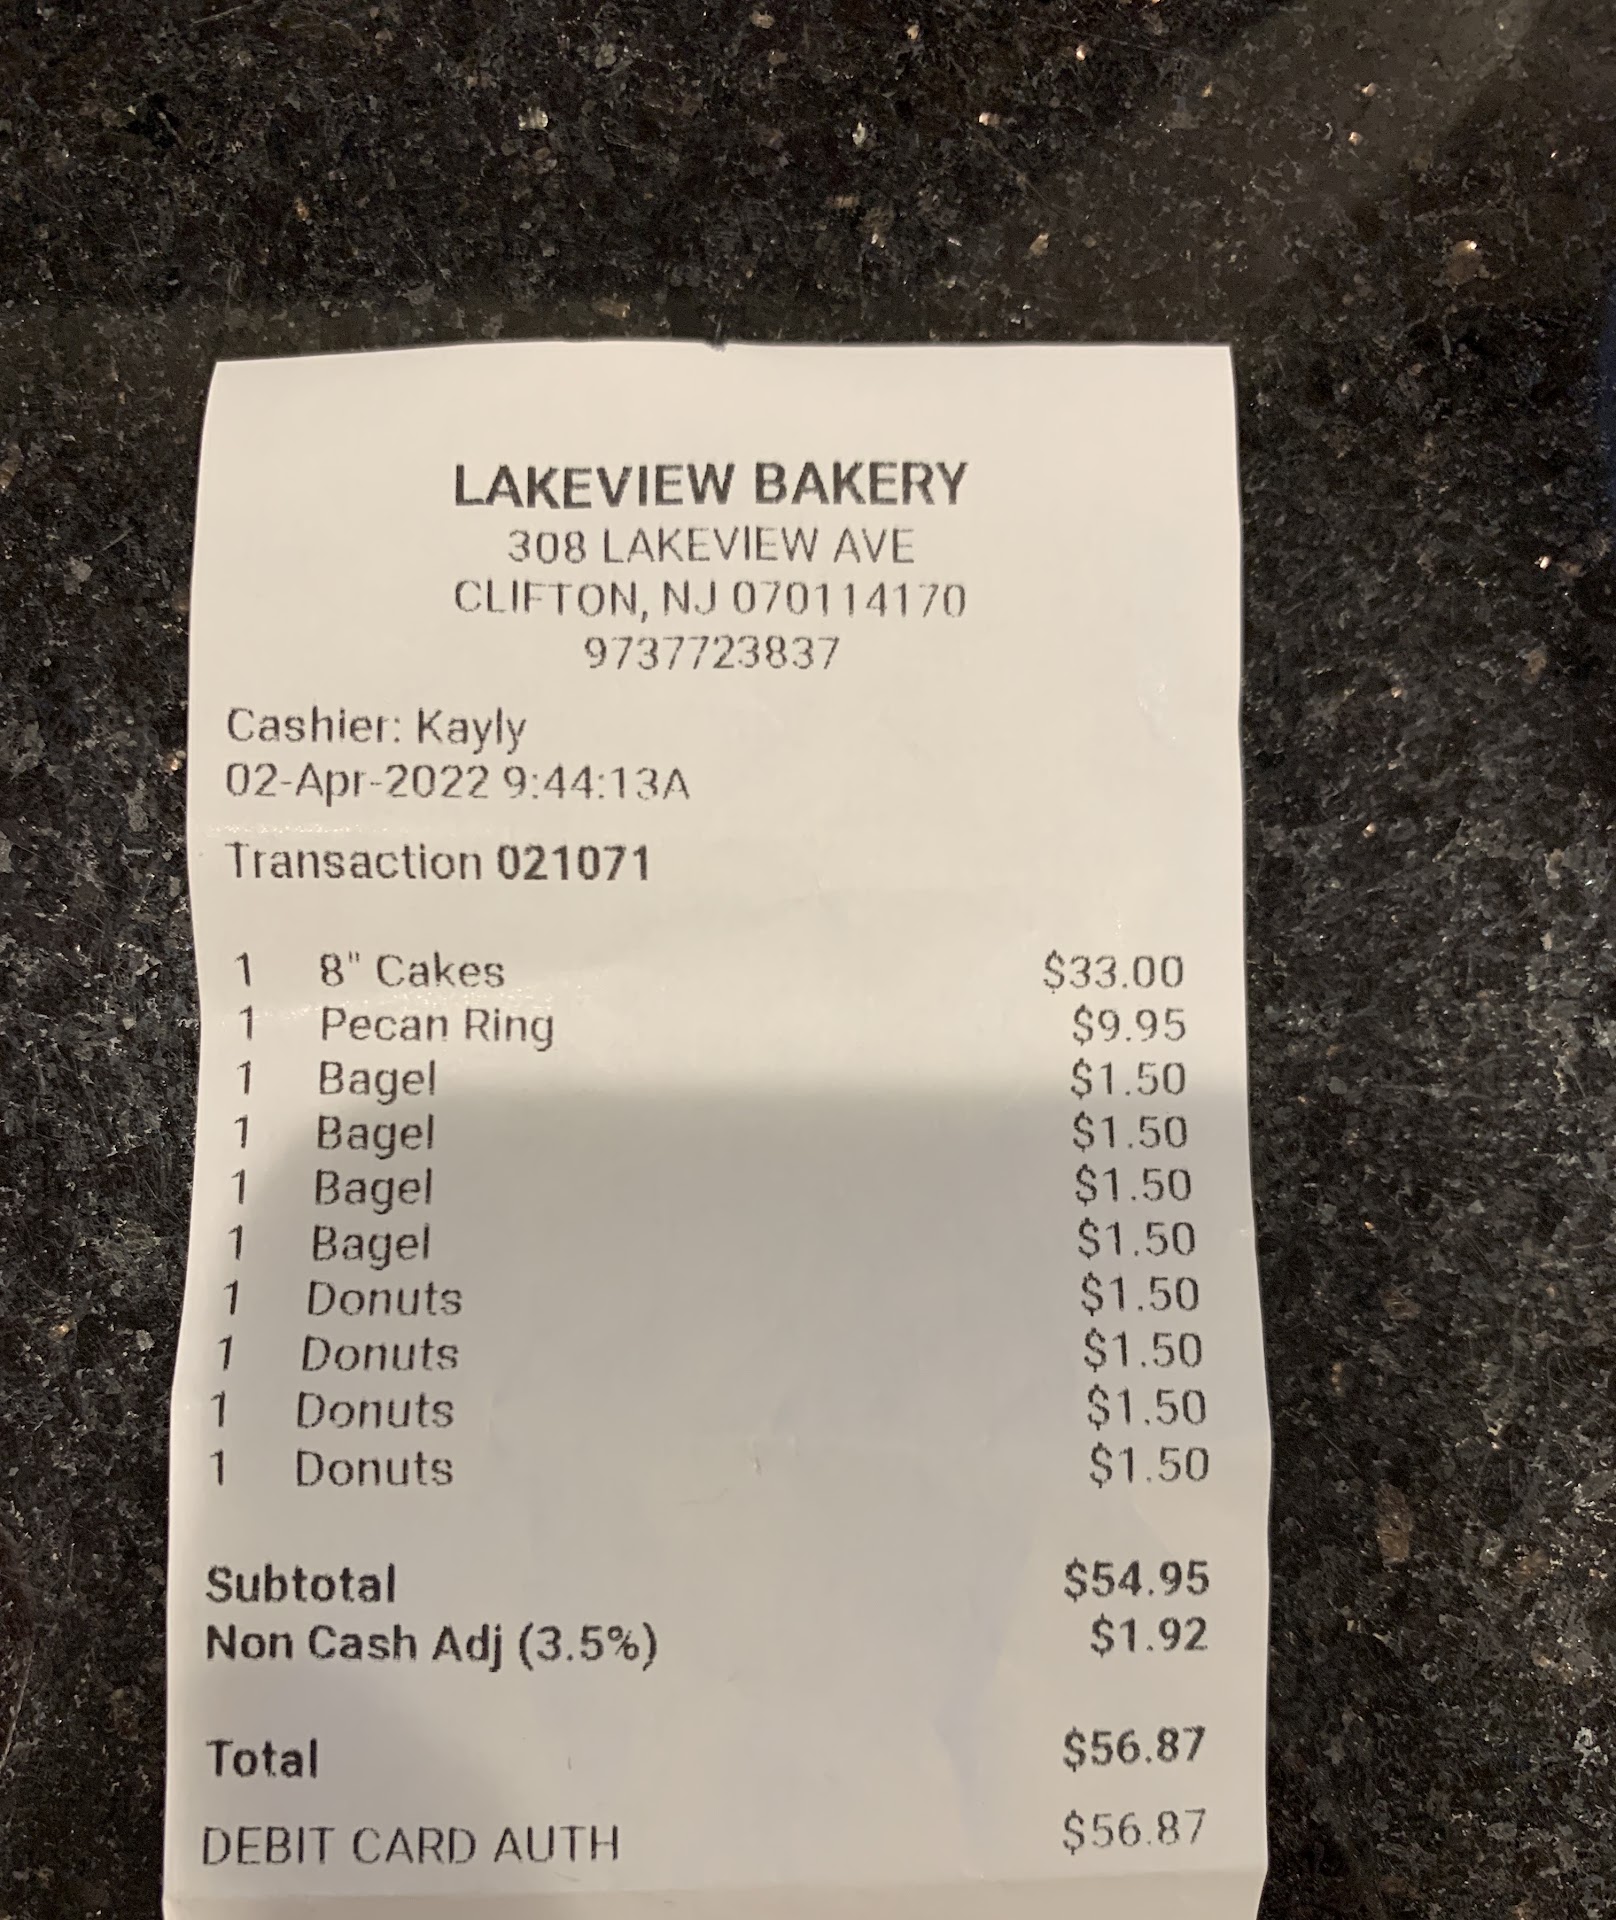 LAKEVIEW BAKERY
308 LAKEVIEW AVE
CLIFTON, NJ 070114170
9737723837
Cashier: Kayly
02-Apr-2022 9:44:13A
Transaction 021071
1 8" Cakes $33.00
1 Pecan Ring $9.95
1 Bagel $1.50
1 Bagel $1.50
1 Bagel $1.50
1 Bagel $1.50
1 Donuts $1.50
1 Donuts $1.50
1 Donuts $1.50
1 Donuts $1.50
Subtotal $54.95
Non Cash Adj (3.5%) $1.92
Total $56.87
DEBIT CARD AUTH $56.87